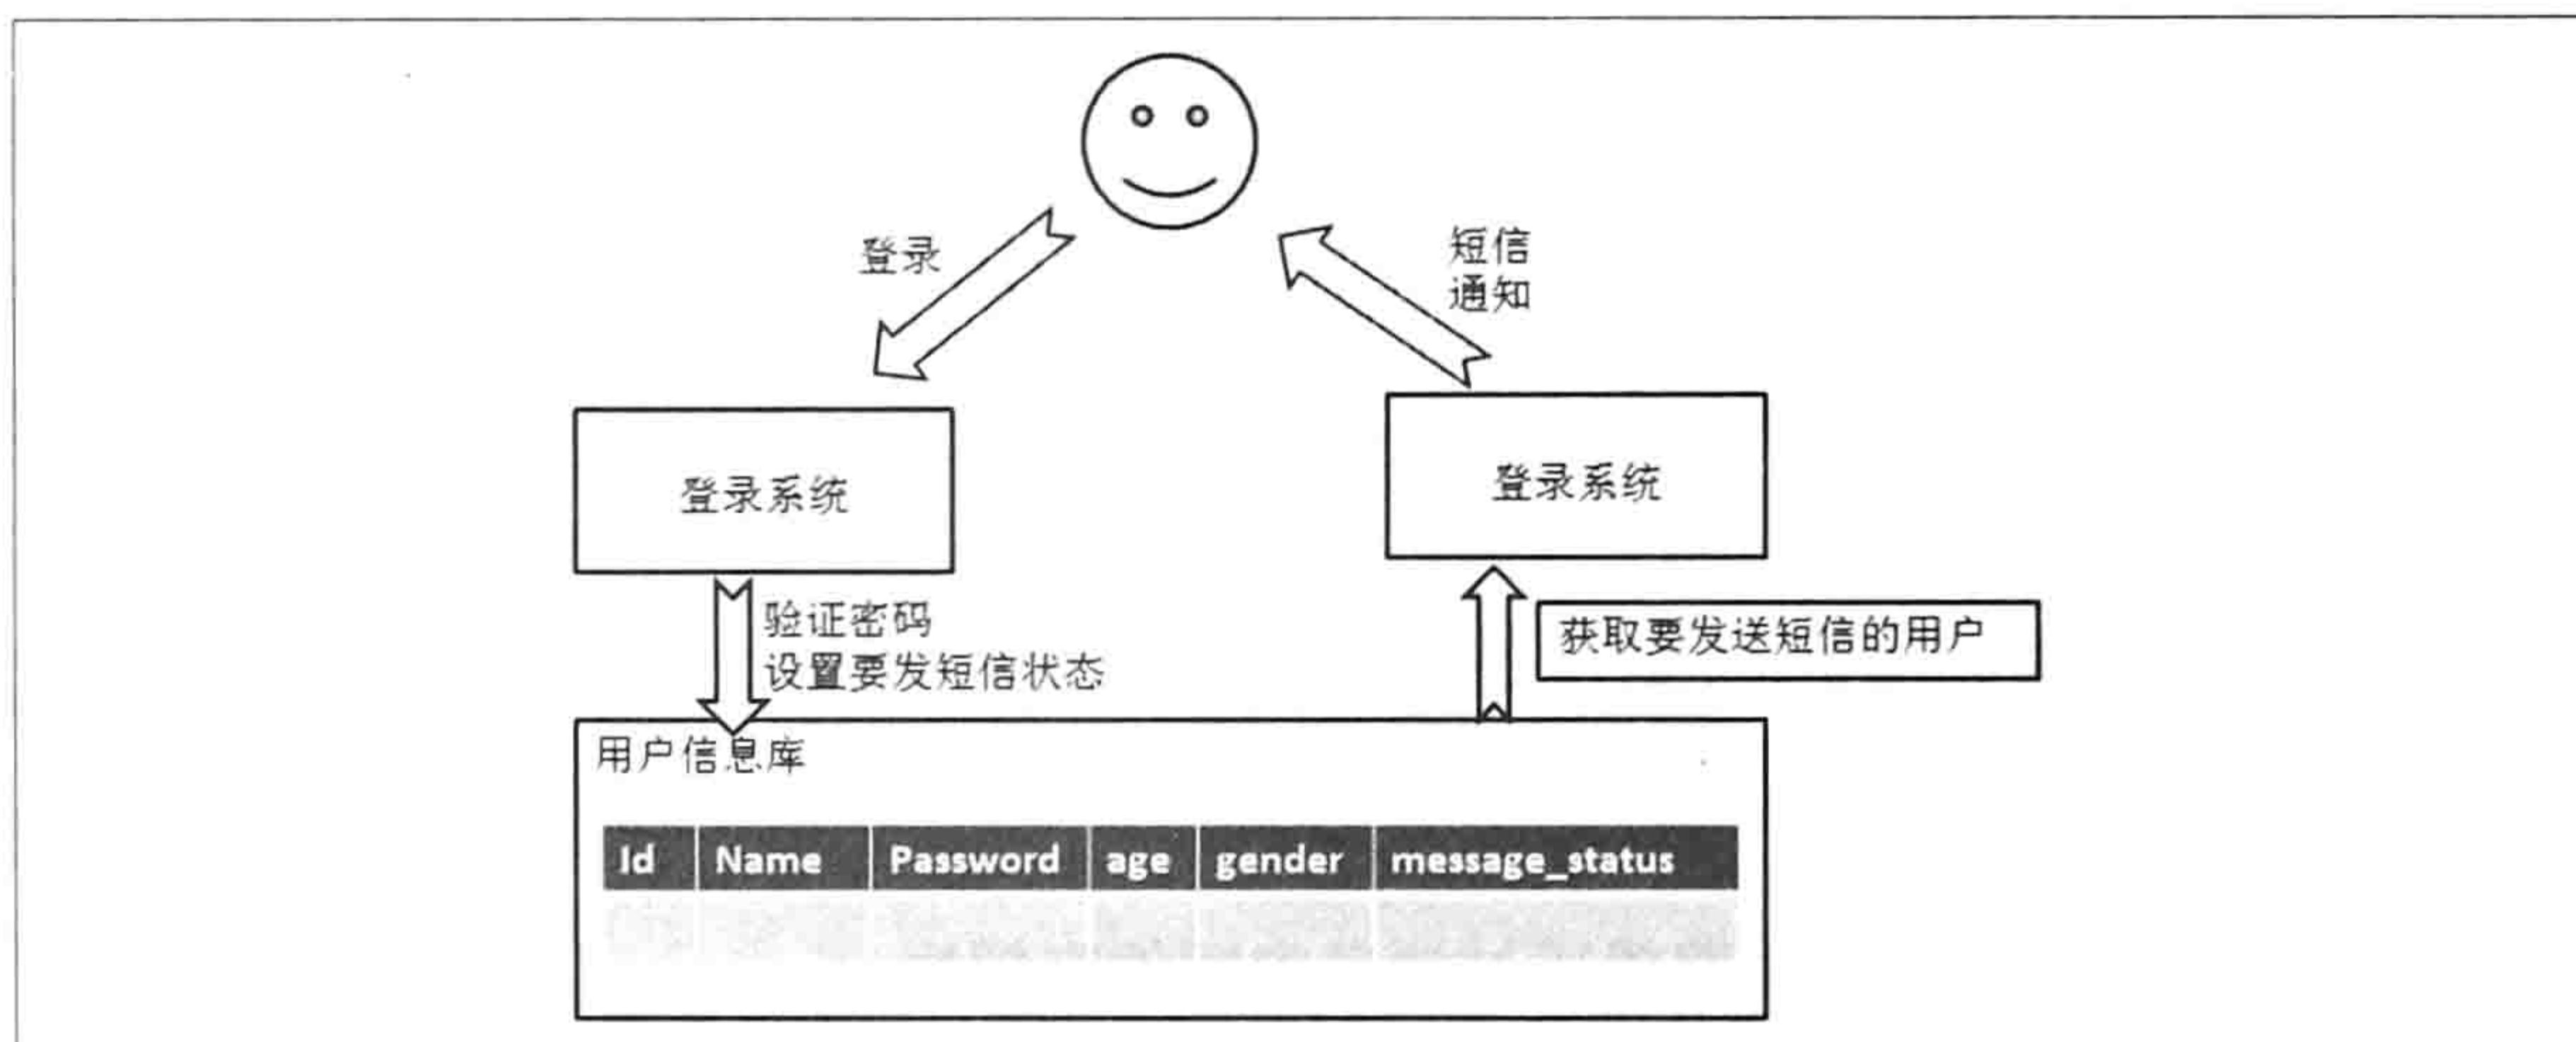 登录
短信
通知
登录系统
登录系统
验证密码
设置要发短信状态
获取要发送短信的用户
用户信息库
Id Name Password age gender message_status